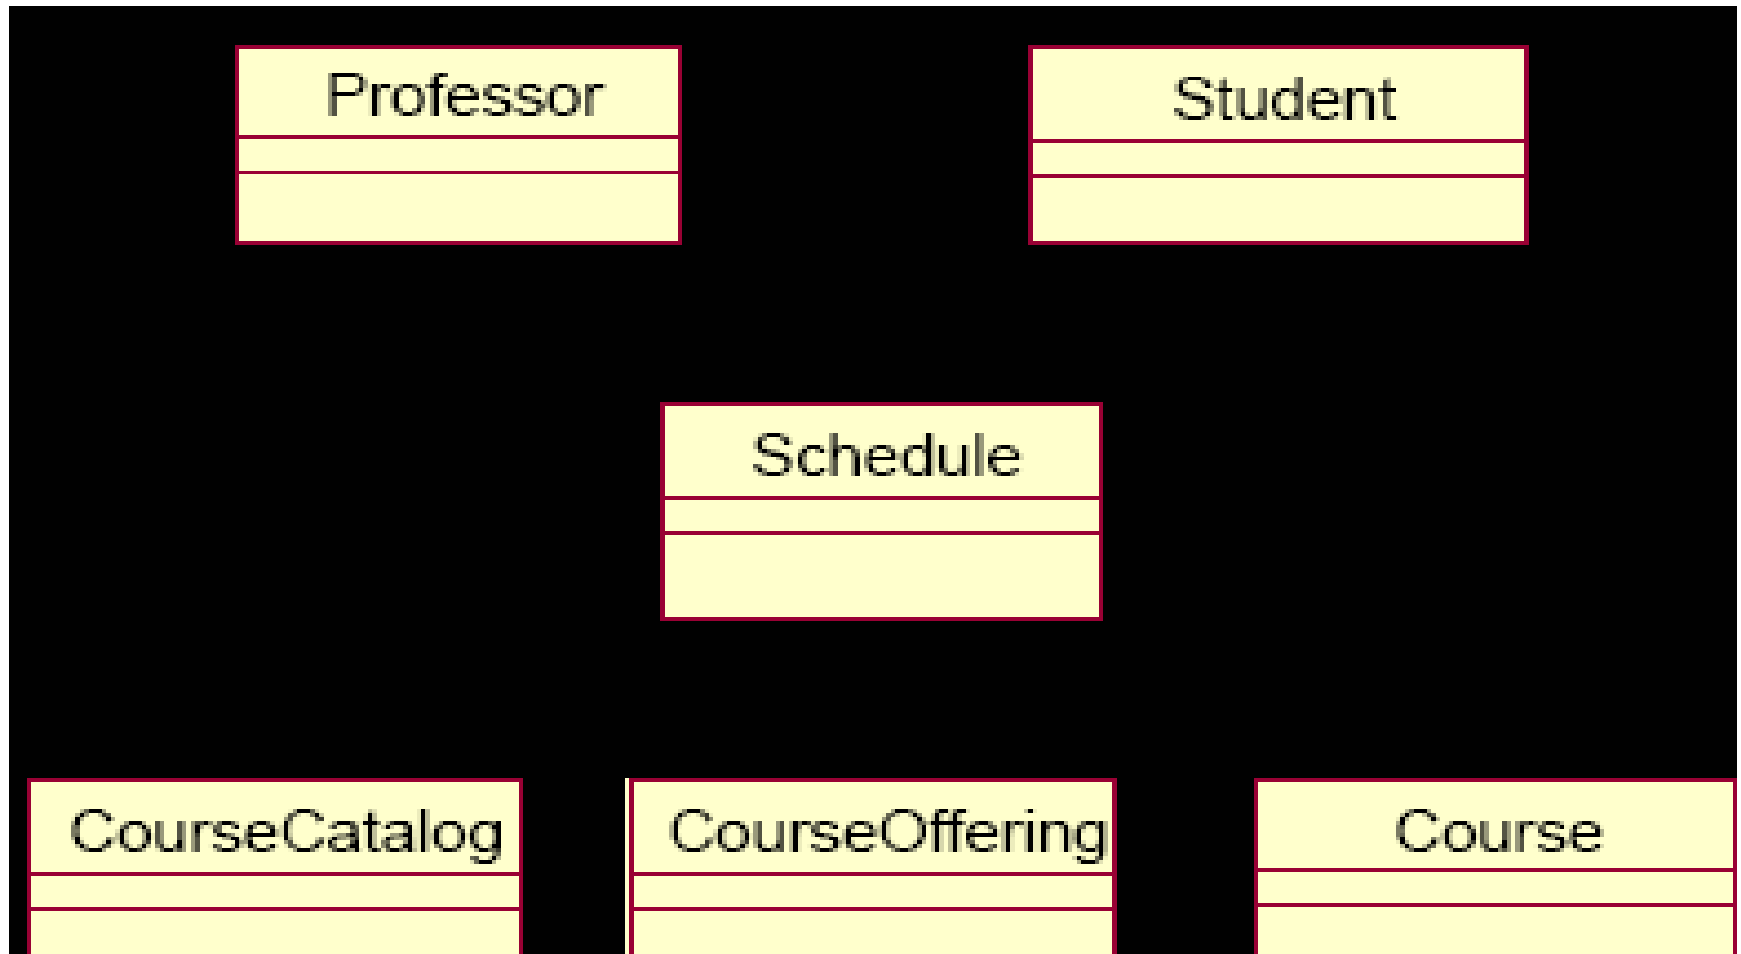 Professor
Student
Schedule
CourseCatalog
CourseOffering
Course